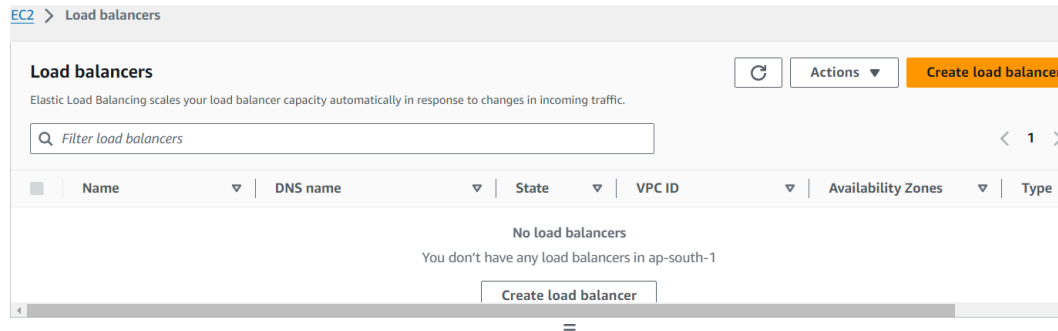 EC2 > Load balancers
Load balancers
Actions
Create load balancer
Elastic Load Balancing scales your load balancer capacity automatically in response to changes in incoming traffic.
Filter load balancers
1
Name DNS name State VPC ID Availability Zones Type
No load balancers
You don't have any load balancers in ap-south-1
Create load balancer